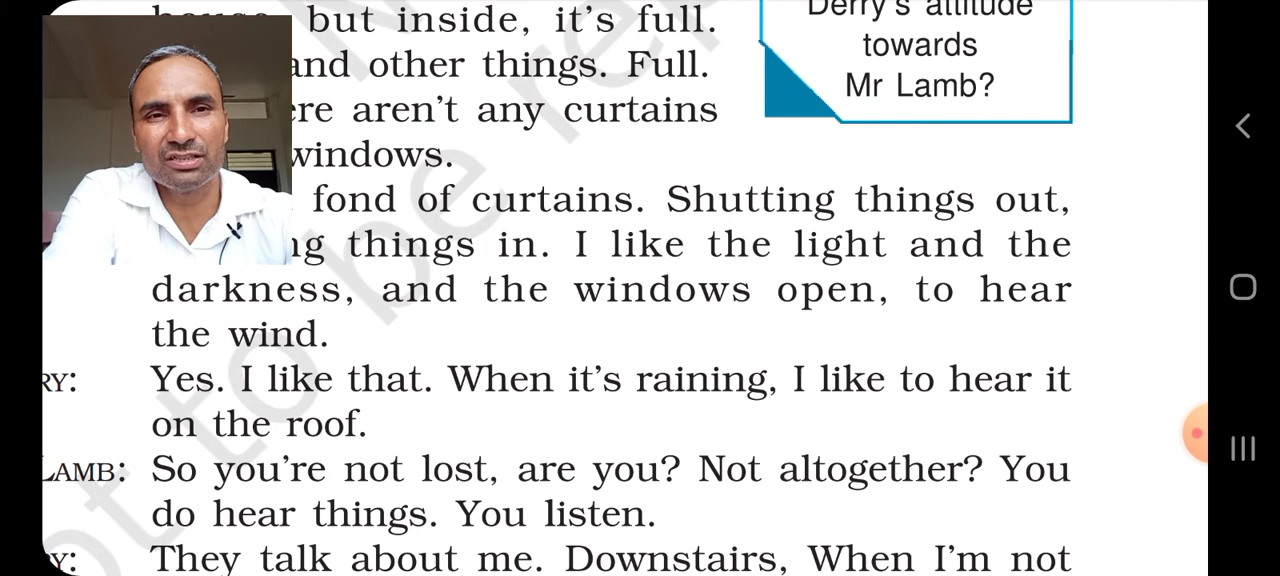 but inside, it's full.
and other things. Full.
aren't any curtains
windows.
fond of curtains. Shutting things out,
things in. I like the light and the
darkness, and the windows open, to hear
the wind.
Yes. I like that. When it's raining, I like to hear it
on the roof.
LAMB: So you're not lost, are you? Not altogether? You
do hear things. You listen.
They talk about me. Downstairs, When I'm not
Derry's attitude
towards
Mr Lamb?